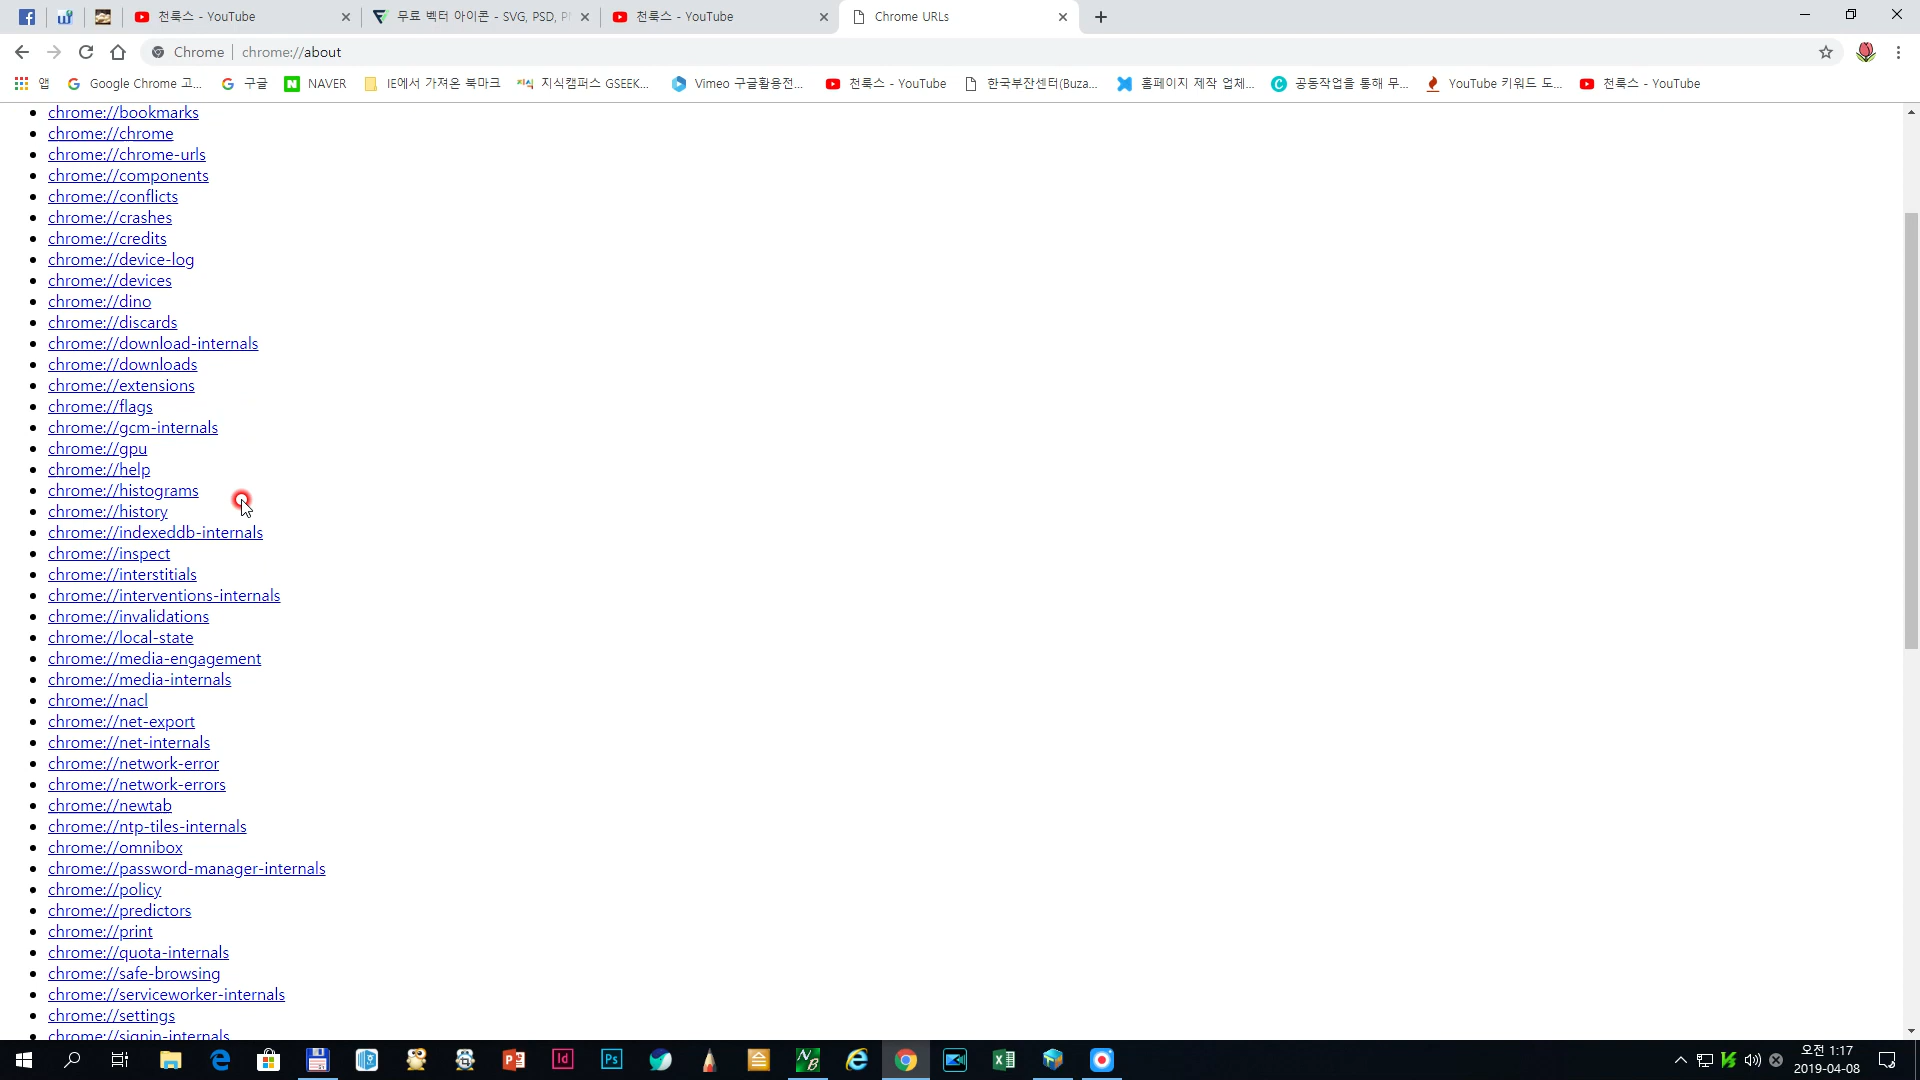 천룩스 - YouTube
무료 벡터 아이콘 - SVG, PSD, P
천룩스 - YouTube
Chrome URLs
Chrome | chrome://about
앱
Google Chrome 고...
구글
NAVER
IE에서 가져온 북마크
지식캠퍼스 GSEEK...
Vimeo 구글활용전...
천룩스 - YouTube
한국부잔센터(Buza...
홈페이지 제작 업체...
공동작업을 통해 무...
YouTube 키워드 도...
천룩스 - YouTube
chrome://bookmarks
chrome://chrome
chrome://chrome-urls
chrome://components
chrome://conflicts
chrome://crashes
chrome://credits
chrome://device-log
chrome://devices
chrome://dino
chrome://discards
chrome://download-internals
chrome://downloads
chrome://extensions
chrome://flags
chrome://gcm-internals
chrome://gpu
chrome://help
chrome://histograms
chrome://history
chrome://indexeddb-internals
chrome://inspect
chrome://interstitials
chrome://interventions-internals
chrome://invalidations
chrome://local-state
chrome://media-engagement
chrome://media-internals
chrome://nacl
chrome://net-export
chrome://net-internals
chrome://network-error
chrome://network-errors
chrome://newtab
chrome://ntp-tiles-internals
chrome://omnibox
chrome://password-manager-internals
chrome://policy
chrome://predictors
chrome://print
chrome://quota-internals
chrome://safe-browsing
chrome://serviceworker-internals
chrome://settings
chrome://signin-internals
오전 1:17
2019-04-08